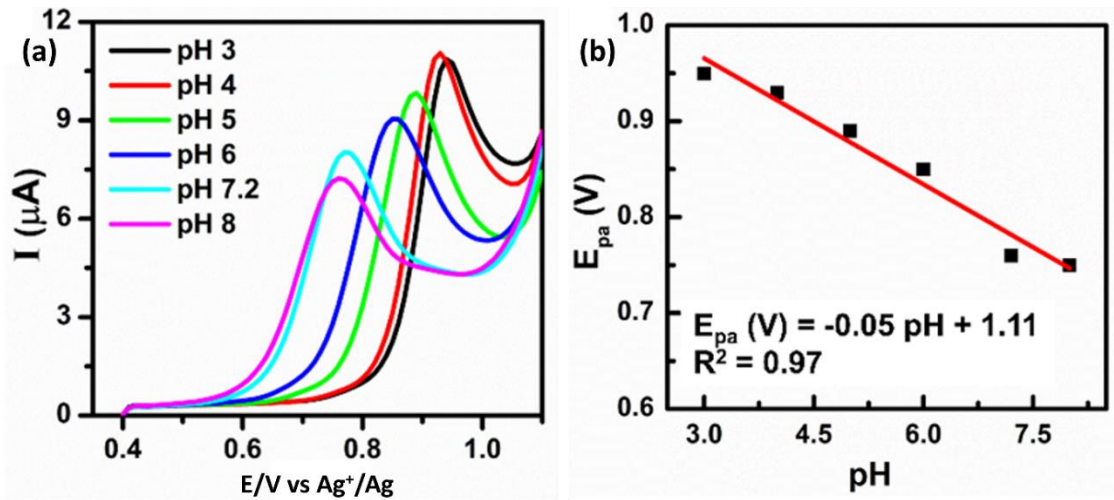 (a)
12
9
6
3
0
I (μA)
pH 3
pH 4
pH 5
pH 6
pH 7.2
pH 8
0.4
0.6
0.8
1.0
E/V vs Ag⁺/Ag
(b)
1.0
0.9
0.8
0.7
0.6
Eₚₐ (V)
Eₚₐ (V) = -0.05 pH + 1.11
R² = 0.97
3.0
4.5
6.0
7.5
pH